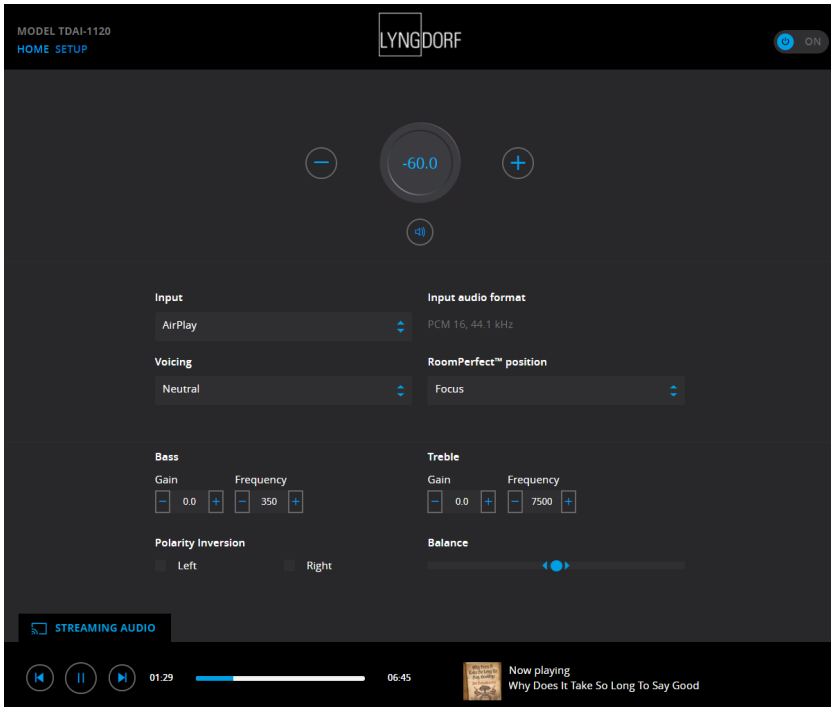 MODEL TDAI-1120
HOME SETUP
LYNGDORF
ON
-60.0
Input
Input audio format
AirPlay
PCM 16, 44.1 kHz
Voicing
RoomPerfect™ position
Neutral
Focus
Bass
Treble
Gain Frequency
Gain Frequency
− 0.0 + − 350 +
− 0.0 + − 7500 +
Polarity Inversion
Balance
Left Right
STREAMING AUDIO
01:29
06:45
Now playing
Why Does It Take So Long To Say Good